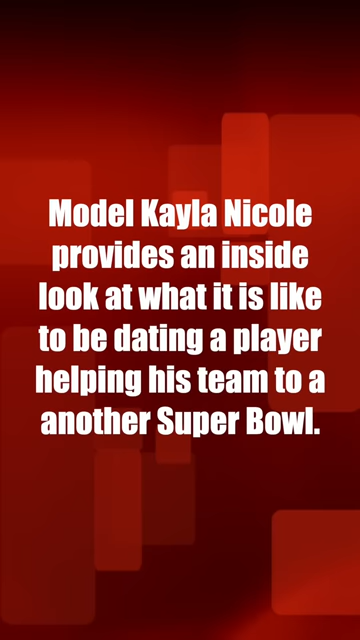 Model Kayla Nicole
provides an inside
look at what it is like
to be dating a player
helping his team to a
another Super Bowl.